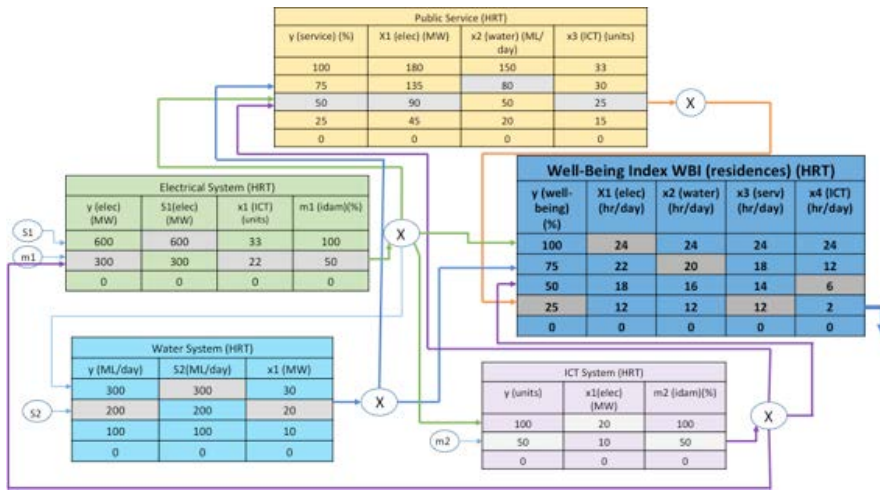 Public Service (HRT)
y (service) (%) X1 (elec) (MW) x2 (water) (ML/day) x3 (ICT) (units)
100 180 150 33
75 135 80 30
50 90 50 25
25 45 20 15
0 0 0 0
X
Well-Being Index WBI (residences) (HRT)
y (well-being) (%) X1 (elec) (hr/day) x2 (water) (hr/day) x3 (serv) (hr/day) x4 (ICT) (hr/day)
100 24 24 24 24
75 22 20 18 12
50 18 16 14 6
25 12 12 12 2
0 0 0 0 0
Electrical System (HRT)
y (elec) (MW) S1(elec) (MW) x1 (ICT) (units) m1 (idam)(%)
600 600 33 100
300 300 22 50
0 0 0 0
S1
m1
X
Water System (HRT)
y (ML/day) S2(ML/day) x1 (MW)
300 300 30
200 200 20
100 100 10
0 0 0
S2
X
ICT System (HRT)
y (units) x1(elec) (MW) m2 (idam)(%)
100 20 100
50 10 50
0 0 0
m2
X